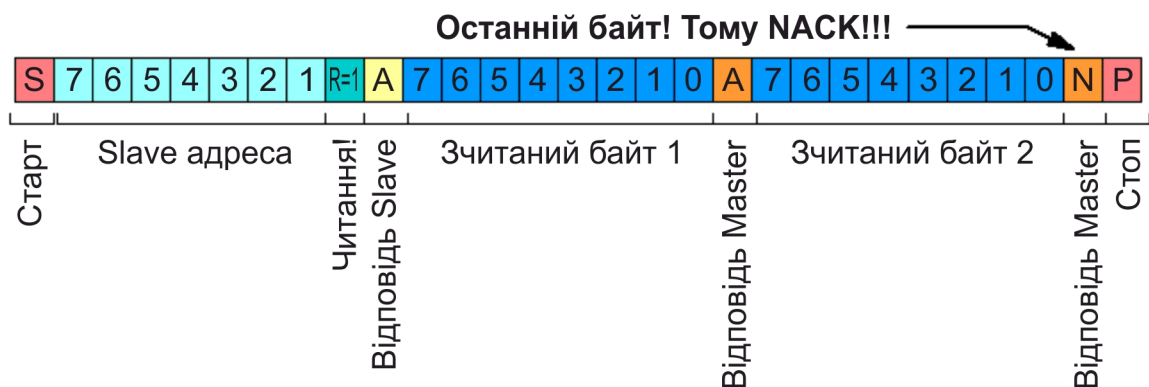 Останній байт! Тому NACK!!!
S 7 6 5 4 3 2 1 R=1 A 7 6 5 4 3 2 1 0 A 7 6 5 4 3 2 1 0 N P
Старт
Slave адреса
Читання!
Відповідь Slave
Зчитаний байт 1
Відповідь Master
Зчитаний байт 2
Відповідь Master
Стоп